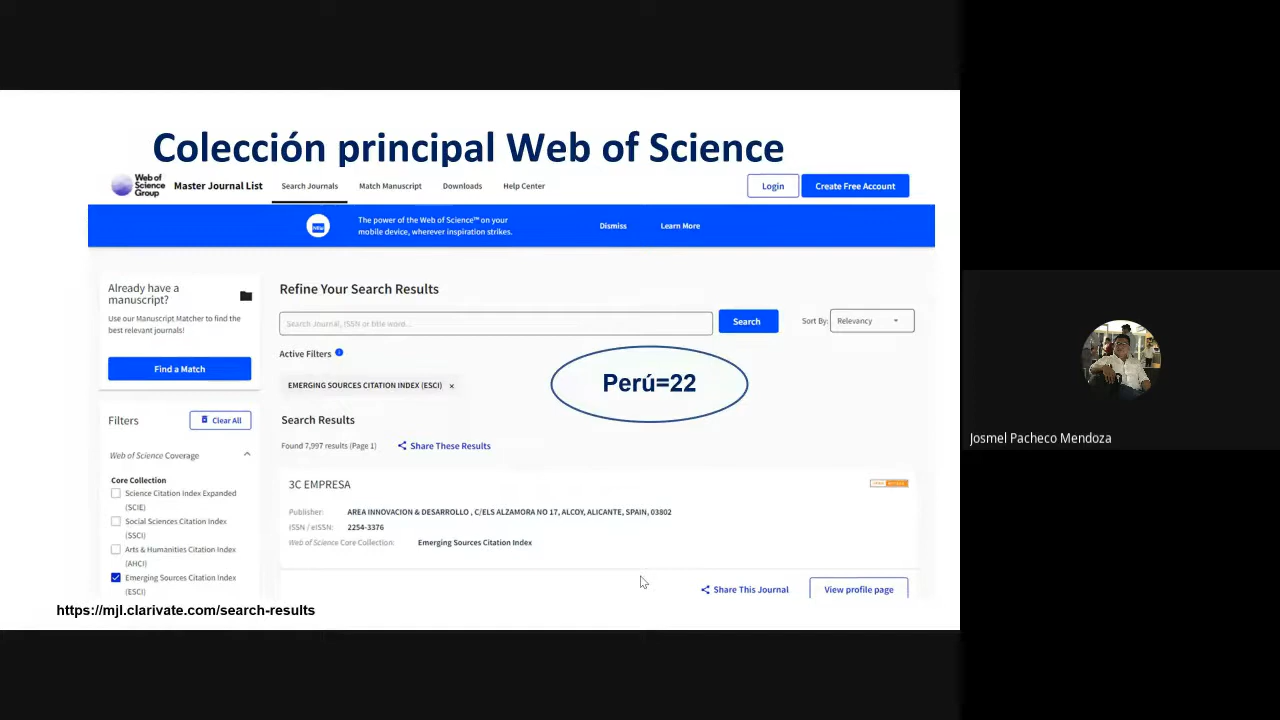 Colección principal Web of Science
Web of
Science
Group
Master Journal List
Search Journals
Match Manuscript
Downloads
Help Center
Login
Create Free Account
The power of the Web of Science™ on your
mobile device, wherever inspiration strikes.
Dismiss
Learn More
Already have a
manuscript?
Use our Manuscript Matcher to find the
best relevant journals!
Find a Match
Filters
Clear All
Web of Science Coverage
Core Collection
Science Citation Index Expanded
(SCIE)
Social Sciences Citation Index
(SSCI)
Arts & Humanities Citation Index
(AHCI)
Emerging Sources Citation Index
(ESCI)
Refine Your Search Results
Search Journal, ISSN or title word...
Search
Sort By: Relevancy
Active Filters
EMERGING SOURCES CITATION INDEX (ESCI) ×
Perú=22
Search Results
Found 7,997 results (Page 1)
Share These Results
3C EMPRESA
Publisher: AREA INNOVACION & DESARROLLO , C/ELS ALZAMORA NO 17, ALCOY, ALICANTE, SPAIN, 03802
ISSN / eISSN: 2254-3376
Web of Science Core Collection: Emerging Sources Citation Index
Share This Journal
View profile page
https://mjl.clarivate.com/search-results
Josmel Pacheco Mendoza